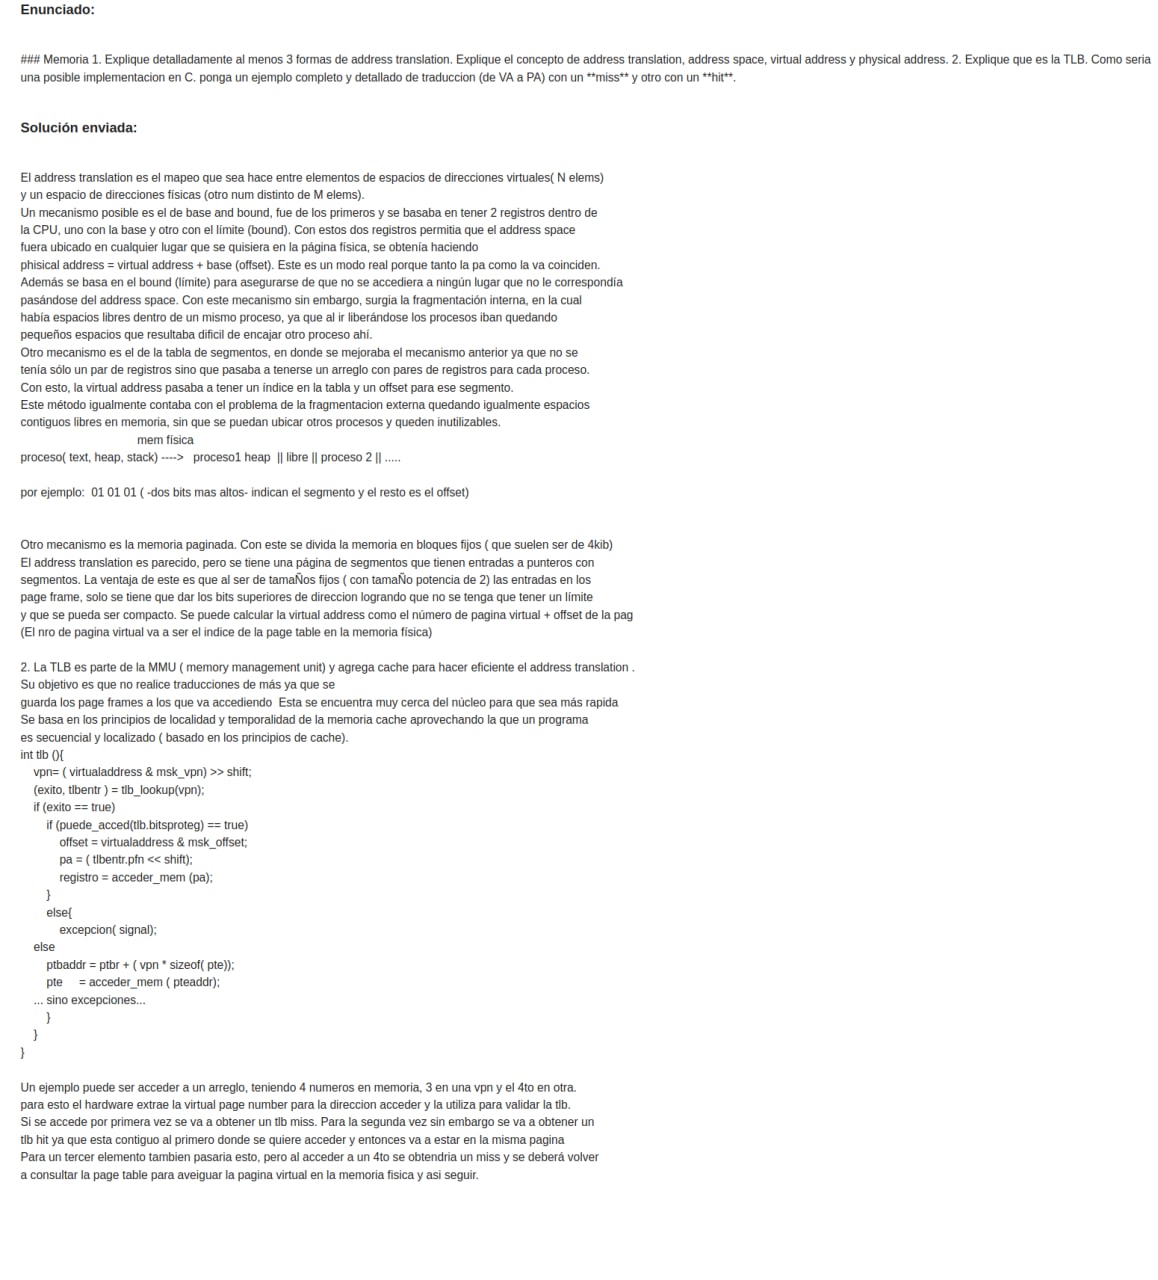 Enunciado:
### Memoria 1. Explique detalladamente al menos 3 formas de address translation. Explique el concepto de address translation, address space, virtual address y physical address. 2. Explique que es la TLB. Como seria
una posible implementacion en C. ponga un ejemplo completo y detallado de traduccion (de VA a PA) con un **miss** y otro con un **hit**.
Solución enviada:
El address translation es el mapeo que sea hace entre elementos de espacios de direcciones virtuales( N elems)
y un espacio de direcciones físicas (otro num distinto de M elems).
Un mecanismo posible es el de base and bound, fue de los primeros y se basaba en tener 2 registros dentro de
la CPU, uno con la base y otro con el límite (bound). Con estos dos registros permitia que el address space
fuera ubicado en cualquier lugar que se quisiera en la página física, se obtenía haciendo
phisical address = virtual address + base (offset). Este es un modo real porque tanto la pa como la va coinciden.
Además se basa en el bound (límite) para asegurarse de que no se accediera a ningún lugar que no le correspondía
pasándose del address space. Con este mecanismo sin embargo, surgia la fragmentación interna, en la cual
había espacios libres dentro de un mismo proceso, ya que al ir liberándose los procesos iban quedando
pequeños espacios que resultaba dificil de encajar otro proceso ahí.
Otro mecanismo es el de la tabla de segmentos, en donde se mejoraba el mecanismo anterior ya que no se
tenía sólo un par de registros sino que pasaba a tenerse un arreglo con pares de registros para cada proceso.
Con esto, la virtual address pasaba a tener un índice en la tabla y un offset para ese segmento.
Este método igualmente contaba con el problema de la fragmentacion externa quedando igualmente espacios
contiguos libres en memoria, sin que se puedan ubicar otros procesos y queden inutilizables.
mem física
proceso( text, heap, stack) ----> proceso1 heap || libre || proceso 2 || .....
por ejemplo: 01 01 01 ( -dos bits mas altos- indican el segmento y el resto es el offset)
Otro mecanismo es la memoria paginada. Con este se divida la memoria en bloques fijos ( que suelen ser de 4kib)
El address translation es parecido, pero se tiene una página de segmentos que tienen entradas a punteros con
segmentos. La ventaja de este es que al ser de tamaÑos fijos ( con tamaÑo potencia de 2) las entradas en los
page frame, solo se tiene que dar los bits superiores de direccion logrando que no se tenga que tener un límite
y que se pueda ser compacto. Se puede calcular la virtual address como el número de pagina virtual + offset de la pag
(El nro de pagina virtual va a ser el indice de la page table en la memoria física)
2. La TLB es parte de la MMU ( memory management unit) y agrega cache para hacer eficiente el address translation .
Su objetivo es que no realice traducciones de más ya que se
guarda los page frames a los que va accediendo  Esta se encuentra muy cerca del núcleo para que sea más rapida
Se basa en los principios de localidad y temporalidad de la memoria cache aprovechando la que un programa
es secuencial y localizado ( basado en los principios de cache).
int tlb (){
vpn= ( virtualaddress & msk_vpn) >> shift;
(exito, tlbentr ) = tlb_lookup(vpn);
if (exito == true)
if (puede_acced(tlb.bitsproteg) == true)
offset = virtualaddress & msk_offset;
pa = ( tlbentr.pfn << shift);
registro = acceder_mem (pa);
}
else{
excepcion( signal);
else
ptbaddr = ptbr + ( vpn * sizeof( pte));
pte = acceder_mem ( pteaddr);
... sino excepciones...
}
}
}
Un ejemplo puede ser acceder a un arreglo, teniendo 4 numeros en memoria, 3 en una vpn y el 4to en otra.
para esto el hardware extrae la virtual page number para la direccion acceder y la utiliza para validar la tlb.
Si se accede por primera vez se va a obtener un tlb miss. Para la segunda vez sin embargo se va a obtener un
tlb hit ya que esta contiguo al primero donde se quiere acceder y entonces va a estar en la misma pagina
Para un tercer elemento tambien pasaria esto, pero al acceder a un 4to se obtendria un miss y se deberá volver
a consultar la page table para aveiguar la pagina virtual en la memoria fisica y asi seguir.